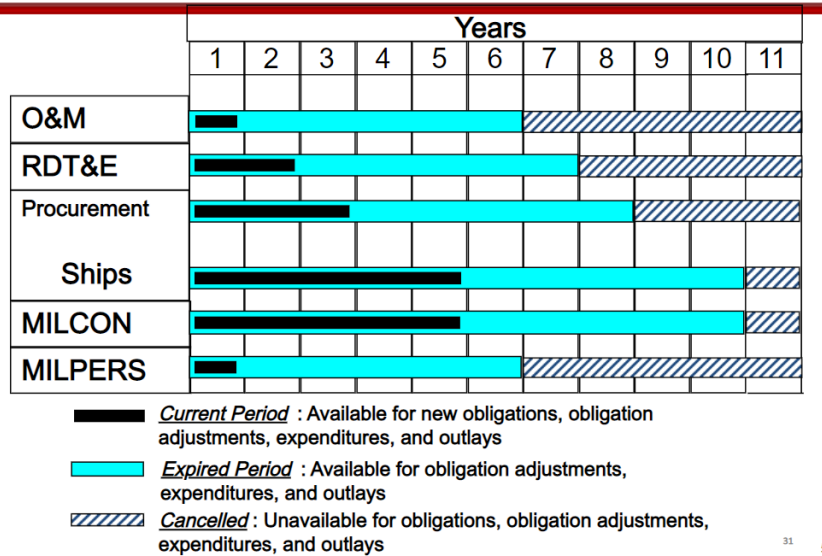 Years
1 2 3 4 5 6 7 8 9 10 11
O&M
RDT&E
Procurement
Ships
MILCON
MILPERS
Current Period : Available for new obligations, obligation
adjustments, expenditures, and outlays
Expired Period : Available for obligation adjustments,
expenditures, and outlays
Cancelled : Unavailable for obligations, obligation adjustments,
expenditures, and outlays
31